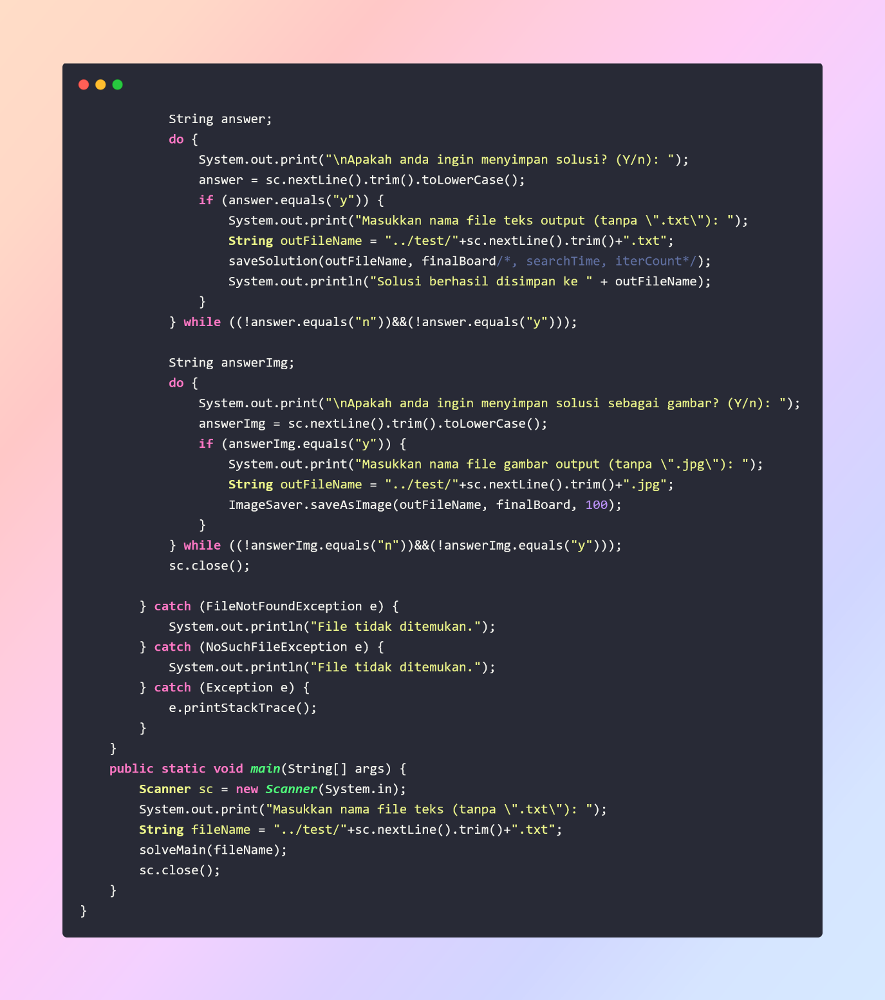 String answer;
do {
System.out.print("\nApakah anda ingin menyimpan solusi? (Y/n): ");
answer = sc.nextLine().trim().toLowerCase();
if (answer.equals("y")) {
System.out.print("Masukkan nama file teks output (tanpa \".txt\"): ");
String outFileName = "../test/"+sc.nextLine().trim()+".txt";
saveSolution(outFileName, finalBoard/*, searchTime, iterCount*/);
System.out.println("Solusi berhasil disimpan ke " + outFileName);
}
} while ((!answer.equals("n"))&&(!answer.equals("y")));

String answerImg;
do {
System.out.print("\nApakah anda ingin menyimpan solusi sebagai gambar? (Y/n): ");
answerImg = sc.nextLine().trim().toLowerCase();
if (answerImg.equals("y")) {
System.out.print("Masukkan nama file gambar output (tanpa \".jpg\"): ");
String outFileName = "../test/"+sc.nextLine().trim()+".jpg";
ImageSaver.saveAsImage(outFileName, finalBoard, 100);
}
} while ((!answerImg.equals("n"))&&(!answerImg.equals("y")));
sc.close();

} catch (FileNotFoundException e) {
System.out.println("File tidak ditemukan.");
} catch (NoSuchFileException e) {
System.out.println("File tidak ditemukan.");
} catch (Exception e) {
e.printStackTrace();
}
}
public static void main(String[] args) {
Scanner sc = new Scanner(System.in);
System.out.print("Masukkan nama file teks (tanpa \".txt\"): ");
String fileName = "../test/"+sc.nextLine().trim()+".txt";
solveMain(fileName);
sc.close();
}
}